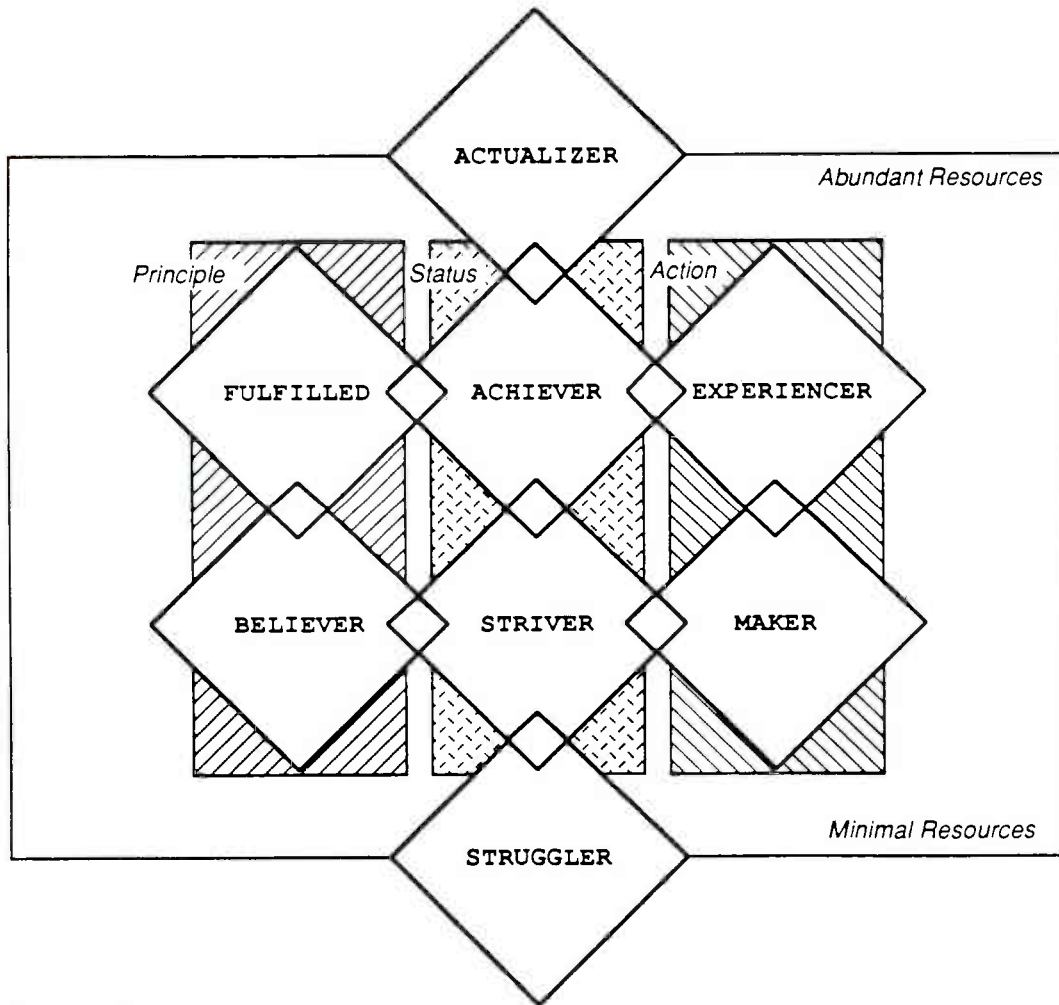 ACTUALIZER
Abundant Resources
Principle
Status
Action
FULFILLED
ACHIEVER
EXPERIENCER
BELIEVER
STRIVER
MAKER
Minimal Resources
STRUGGLER